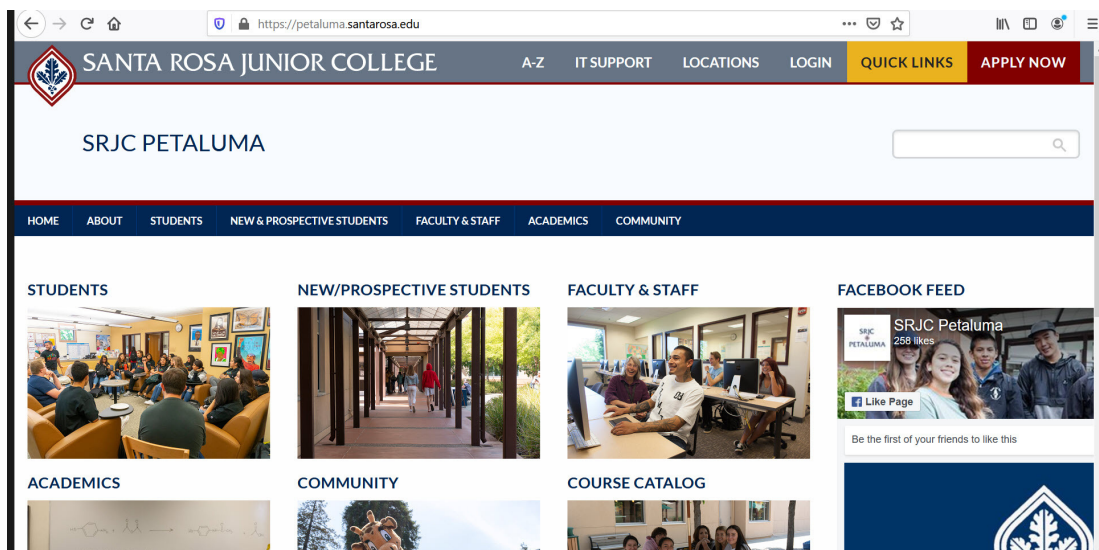 https://petaluma.santarosa.edu
SANTA ROSA JUNIOR COLLEGE
A-Z IT SUPPORT LOCATIONS LOGIN QUICK LINKS APPLY NOW
SRJC PETALUMA
HOME ABOUT STUDENTS NEW & PROSPECTIVE STUDENTS FACULTY & STAFF ACADEMICS COMMUNITY
STUDENTS
NEW/PROSPECTIVE STUDENTS
FACULTY & STAFF
FACEBOOK FEED
SRJC
PETALUMA
SRJC Petaluma
258 likes
Like Page
Be the first of your friends to like this
ACADEMICS
COMMUNITY
COURSE CATALOG